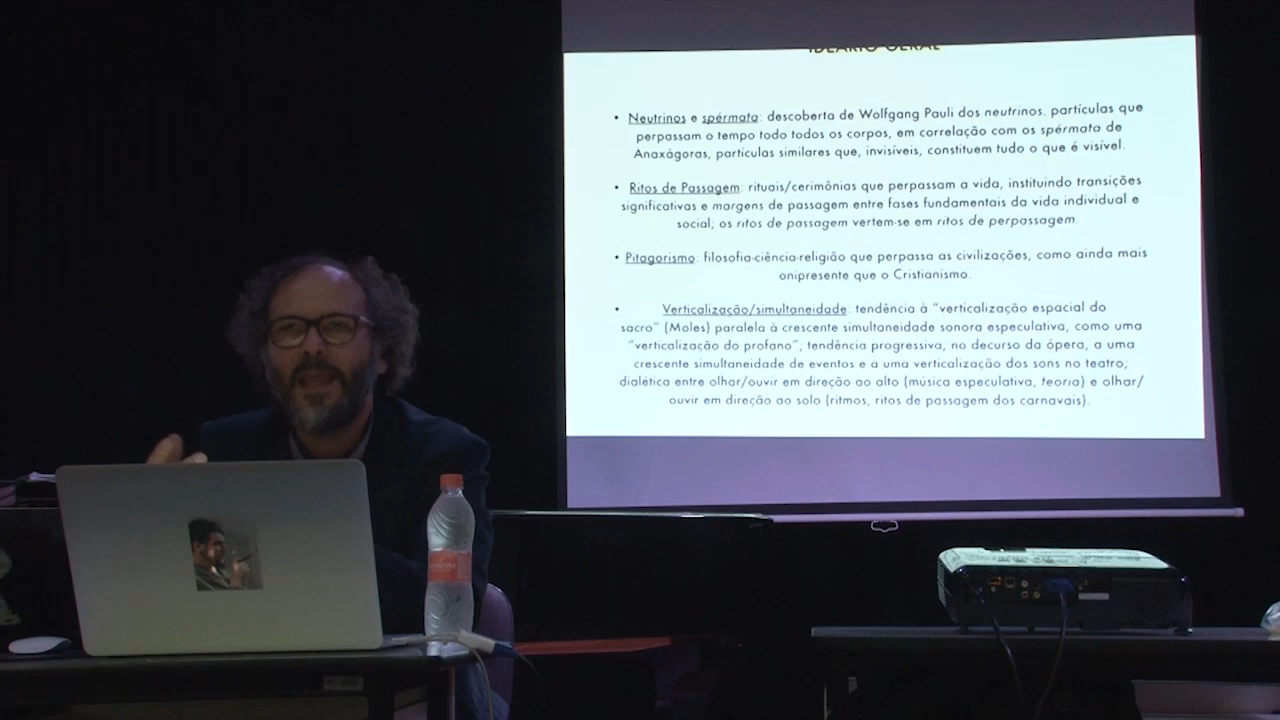 IDEÁRIO GERAL
• Neutrinos e spérmata: descoberta de Wolfgang Pauli dos neutrinos, partículas que
perpassam o tempo todo todos os corpos, em correlação com os spérmata de
Anaxágoras, partículas similares que, invisíveis, constituem tudo o que é visível.
• Ritos de Passagem: rituais/cerimônias que perpassam a vida, instituindo transições
significativas e margens de passagem entre fases fundamentais da vida individual e
social; os ritos de passagem vertem-se em ritos de perpassagem.
• Pitagorismo: filosofia-ciência-religião que perpassa as civilizações, como ainda mais
onipresente que o Cristianismo.
• Verticalização/simultaneidade: tendência à "verticalização espacial do
sacro" (Moles) paralela à crescente simultaneidade sonora especulativa, como uma
"verticalização do profano"; tendência progressiva, no decurso da ópera, a uma
crescente simultaneidade de eventos e a uma verticalização dos sons no teatro;
dialética entre olhar/ouvir em direção ao alto (música especulativa, teoria) e olhar/
ouvir em direção ao solo (ritmos, ritos de passagem dos carnavais).